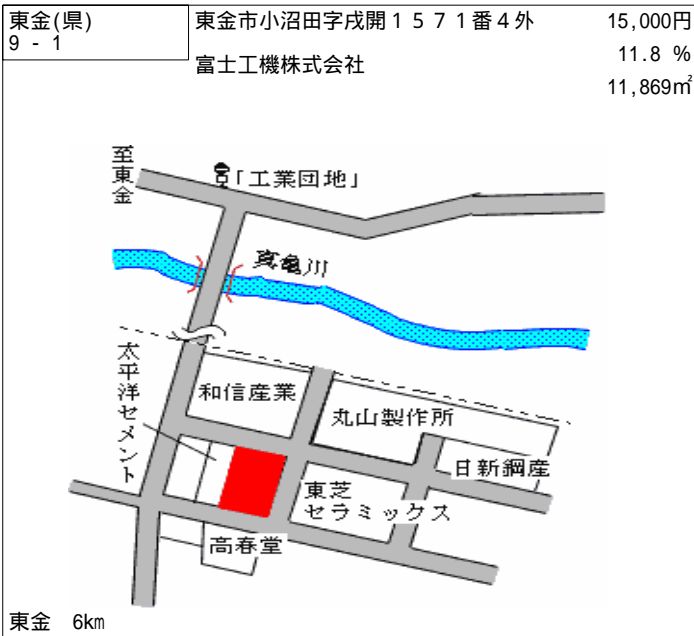 東金(県)
9 - 1
東金市小沼田字戌開1571番4外
富士工機株式会社
15,000円
11.8 %
11,869㎡
至東金
「工業団地」
真亀川
太平洋セメント
和信産業
丸山製作所
日新鋼産
東芝
セラミックス
高春堂
東金 6km